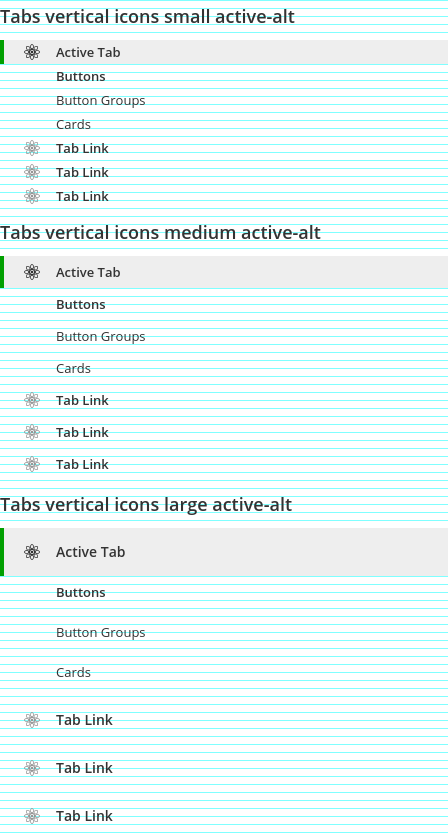 Tabs vertical icons small active-alt
Active Tab
Buttons
Button Groups
Cards
Tab Link
Tab Link
Tab Link
Tabs vertical icons medium active-alt
Active Tab
Buttons
Button Groups
Cards
Tab Link
Tab Link
Tab Link
Tabs vertical icons large active-alt
Active Tab
Buttons
Button Groups
Cards
Tab Link
Tab Link
Tab Link